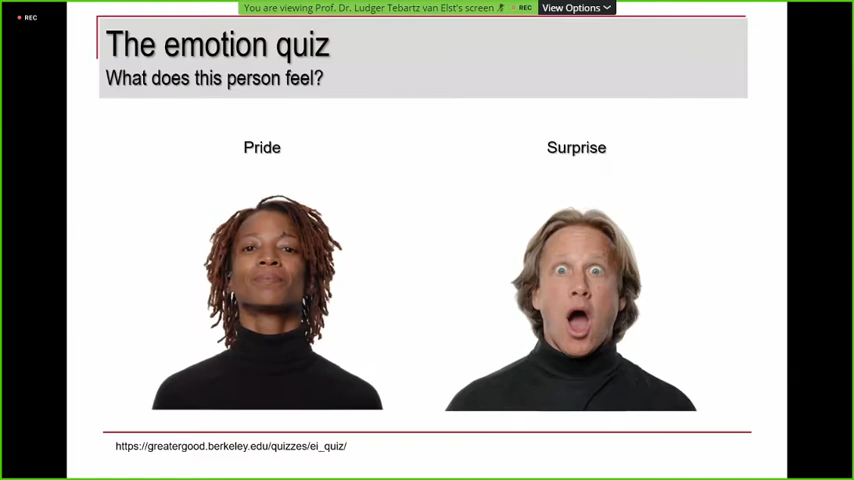 You are viewing Prof. Dr. Ludger Tebartz van Elst's screen REC View Options
REC
The emotion quiz
What does this person feel?
Pride Surprise
https://greatergood.berkeley.edu/quizzes/ei_quiz/